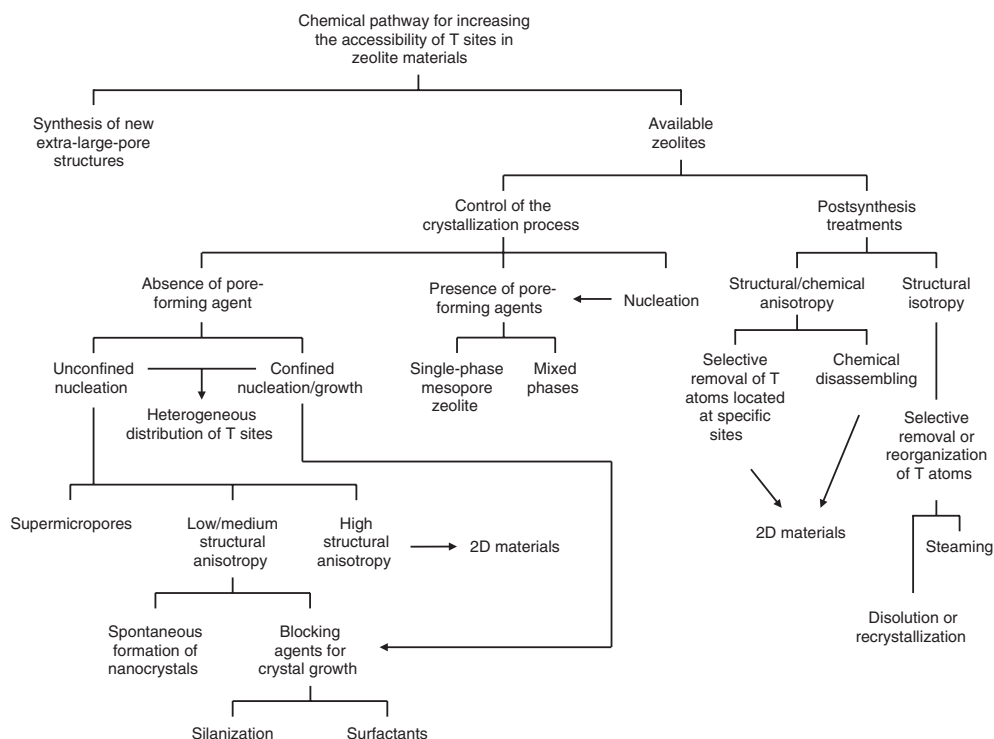 Chemical pathway for increasing
the accessibility of T sites in
zeolite materials
Synthesis of new
extra-large-pore
structures
Available
zeolites
Control of the
crystallization process
Postsynthesis
treatments
Absence of pore-
forming agent
Presence of pore-
forming agents
Nucleation
Structural/chemical
anisotropy
Structural
isotropy
Unconfined
nucleation
Confined
nucleation/growth
Heterogeneous
distribution of T sites
Single-phase
mesopore
zeolite
Mixed
phases
Selective
removal of T
atoms located
at specific
sites
Chemical
disassembling
Selective
removal or
reorganization
of T atoms
Supermicropores
Low/medium
structural
anisotropy
High
structural
anisotropy
2D materials
2D materials
Steaming
Disolution or
recrystallization
Spontaneous
formation of
nanocrystals
Blocking
agents for
crystal growth
Silanization
Surfactants